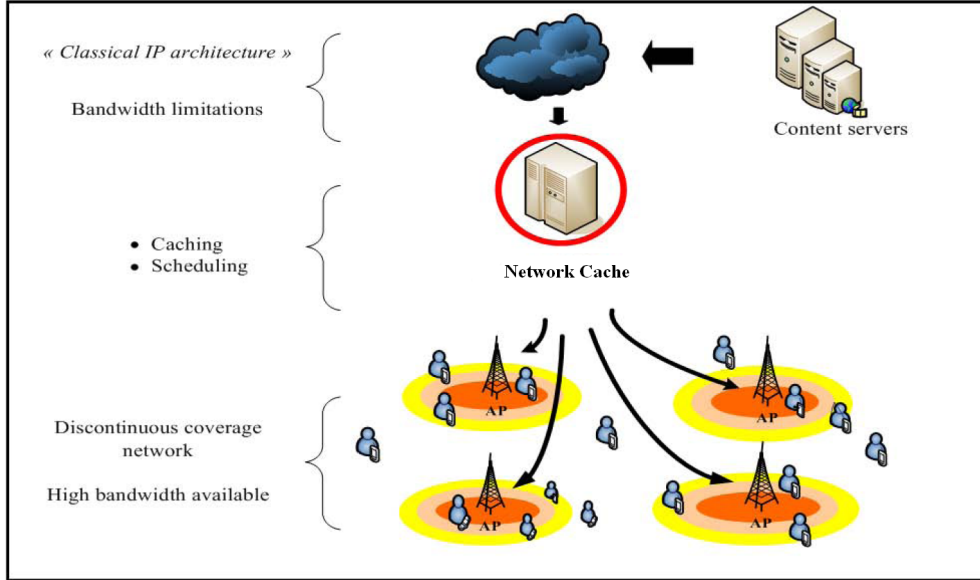 « Classical IP architecture »
Bandwidth limitations
Content servers
• Caching
• Scheduling
Network Cache
Discontinuous coverage
network
High bandwidth available
AP
AP
AP
AP